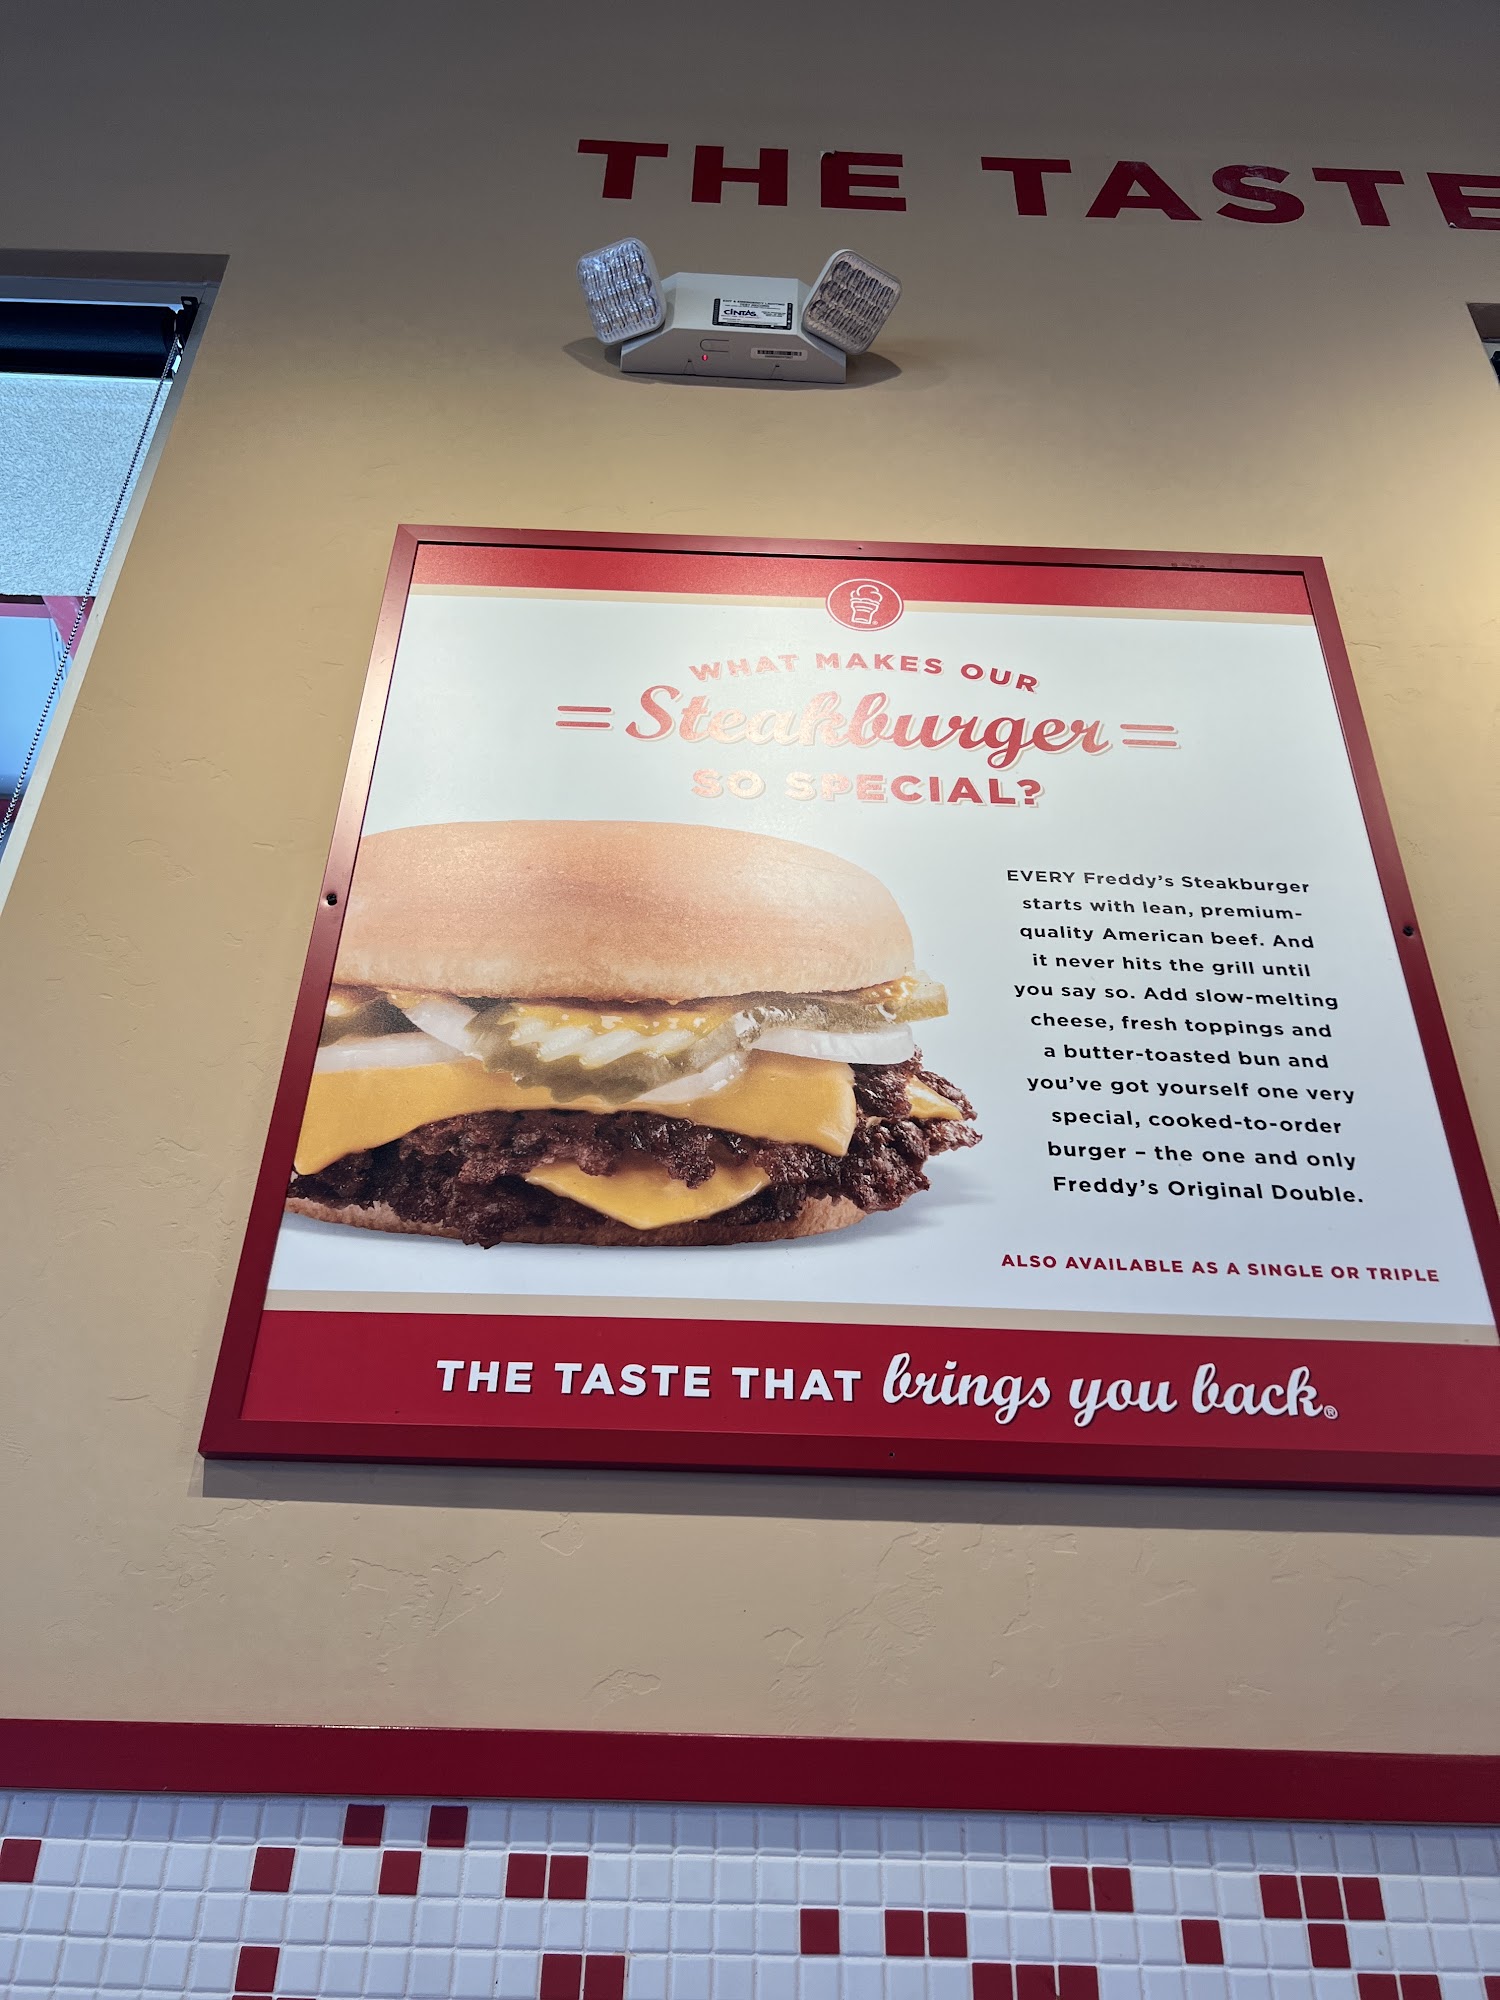 THE TASTE
CINTAS
WHAT MAKES OUR
Steakburger
SO SPECIAL?
EVERY Freddy's Steakburger
starts with lean, premium-
quality American beef. And
it never hits the grill until
you say so. Add slow-melting
cheese, fresh toppings and
a butter-toasted bun and
you've got yourself one very
special, cooked-to-order
burger – the one and only
Freddy's Original Double.
ALSO AVAILABLE AS A SINGLE OR TRIPLE
THE TASTE THAT brings you back.®